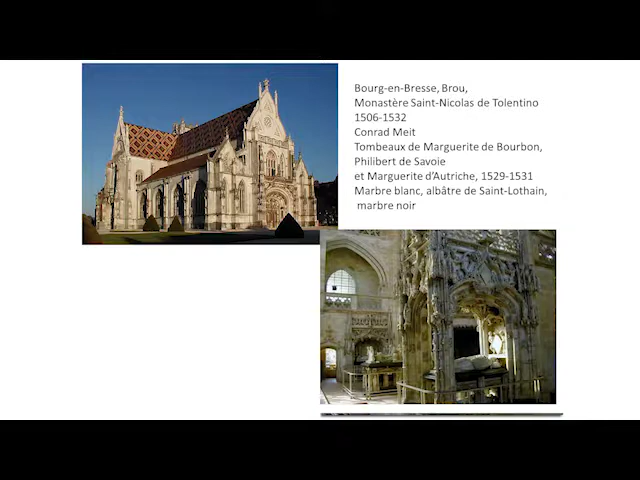 Bourg-en-Bresse, Brou,
Monastère Saint-Nicolas de Tolentino
1506-1532
Conrad Meit
Tombeaux de Marguerite de Bourbon,
Philibert de Savoie
et Marguerite d’Autriche, 1529-1531
Marbre blanc, albâtre de Saint-Lothain,
marbre noir